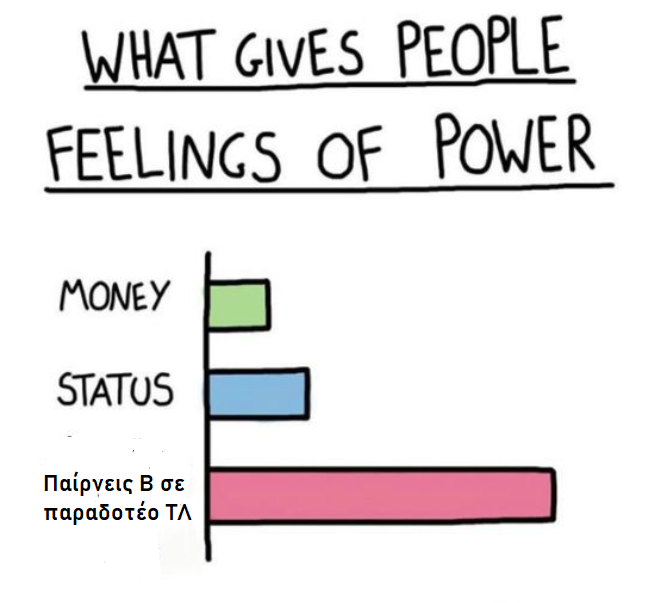 WHAT GIVES PEOPLE
FEELINGS OF POWER
MONEY
STATUS
Παίρνεις Β σε
παραδοτέο ΤΛ